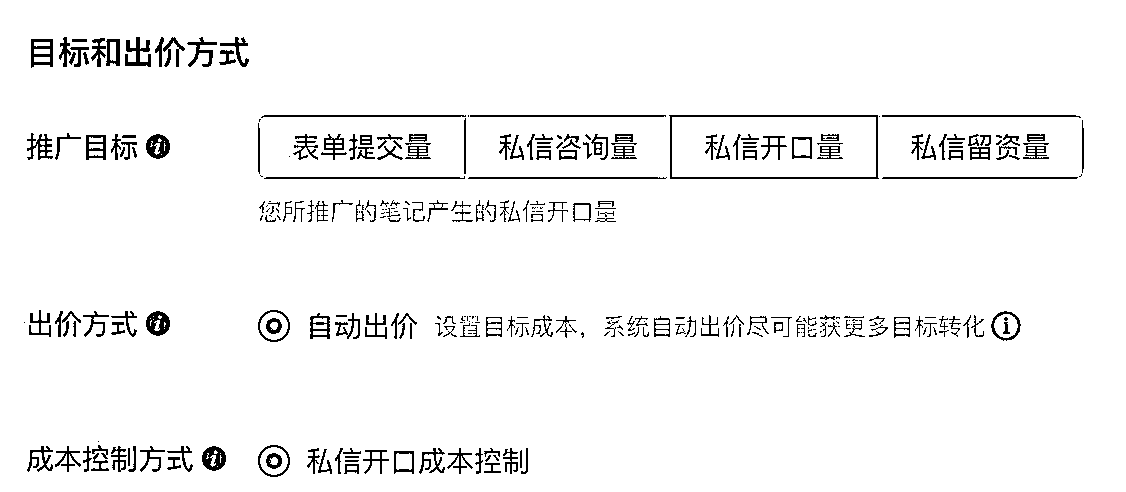 目标和出价方式
推广目标 表单提交量 私信咨询量 私信开口量 私信留资量
您所推广的笔记产生的私信开口量
出价方式 自动出价 设置目标成本，系统自动出价尽可能获更多目标转化
成本控制方式 私信开口成本控制